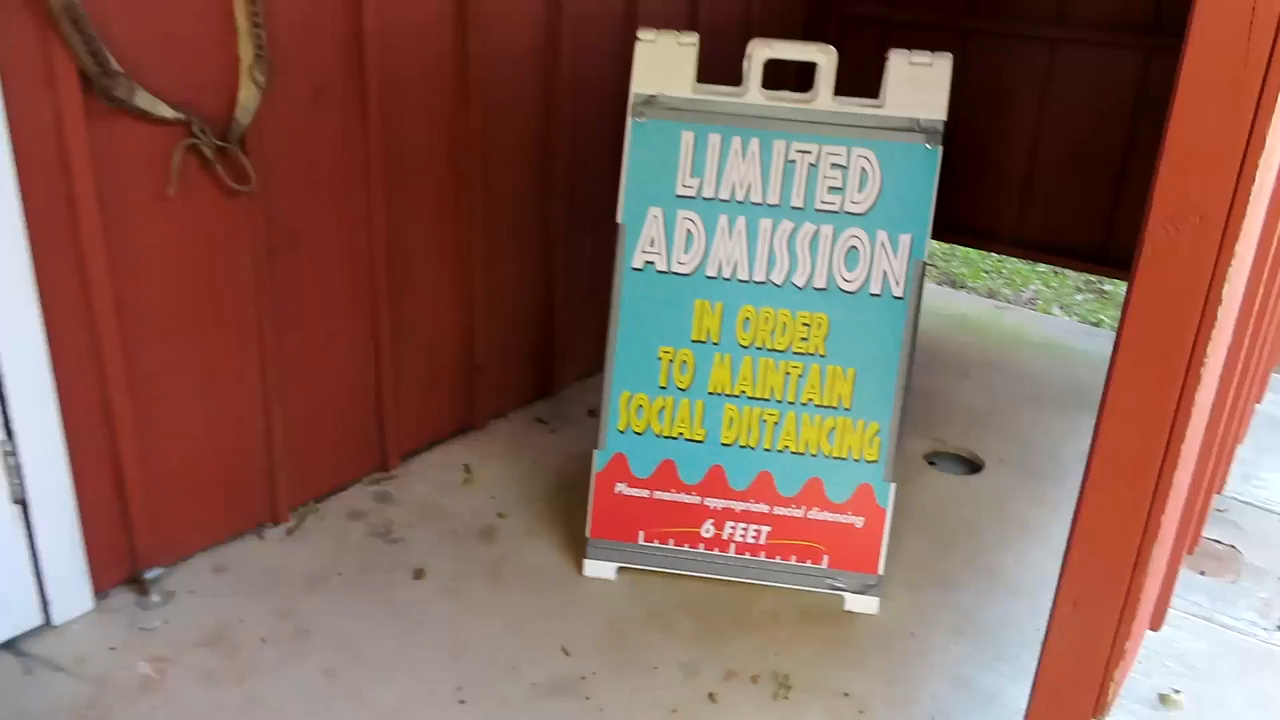 LIMITED
ADMISSION
IN ORDER
TO MAINTAIN
SOCIAL DISTANCING
Please maintain appropriate social distancing
6 FEET